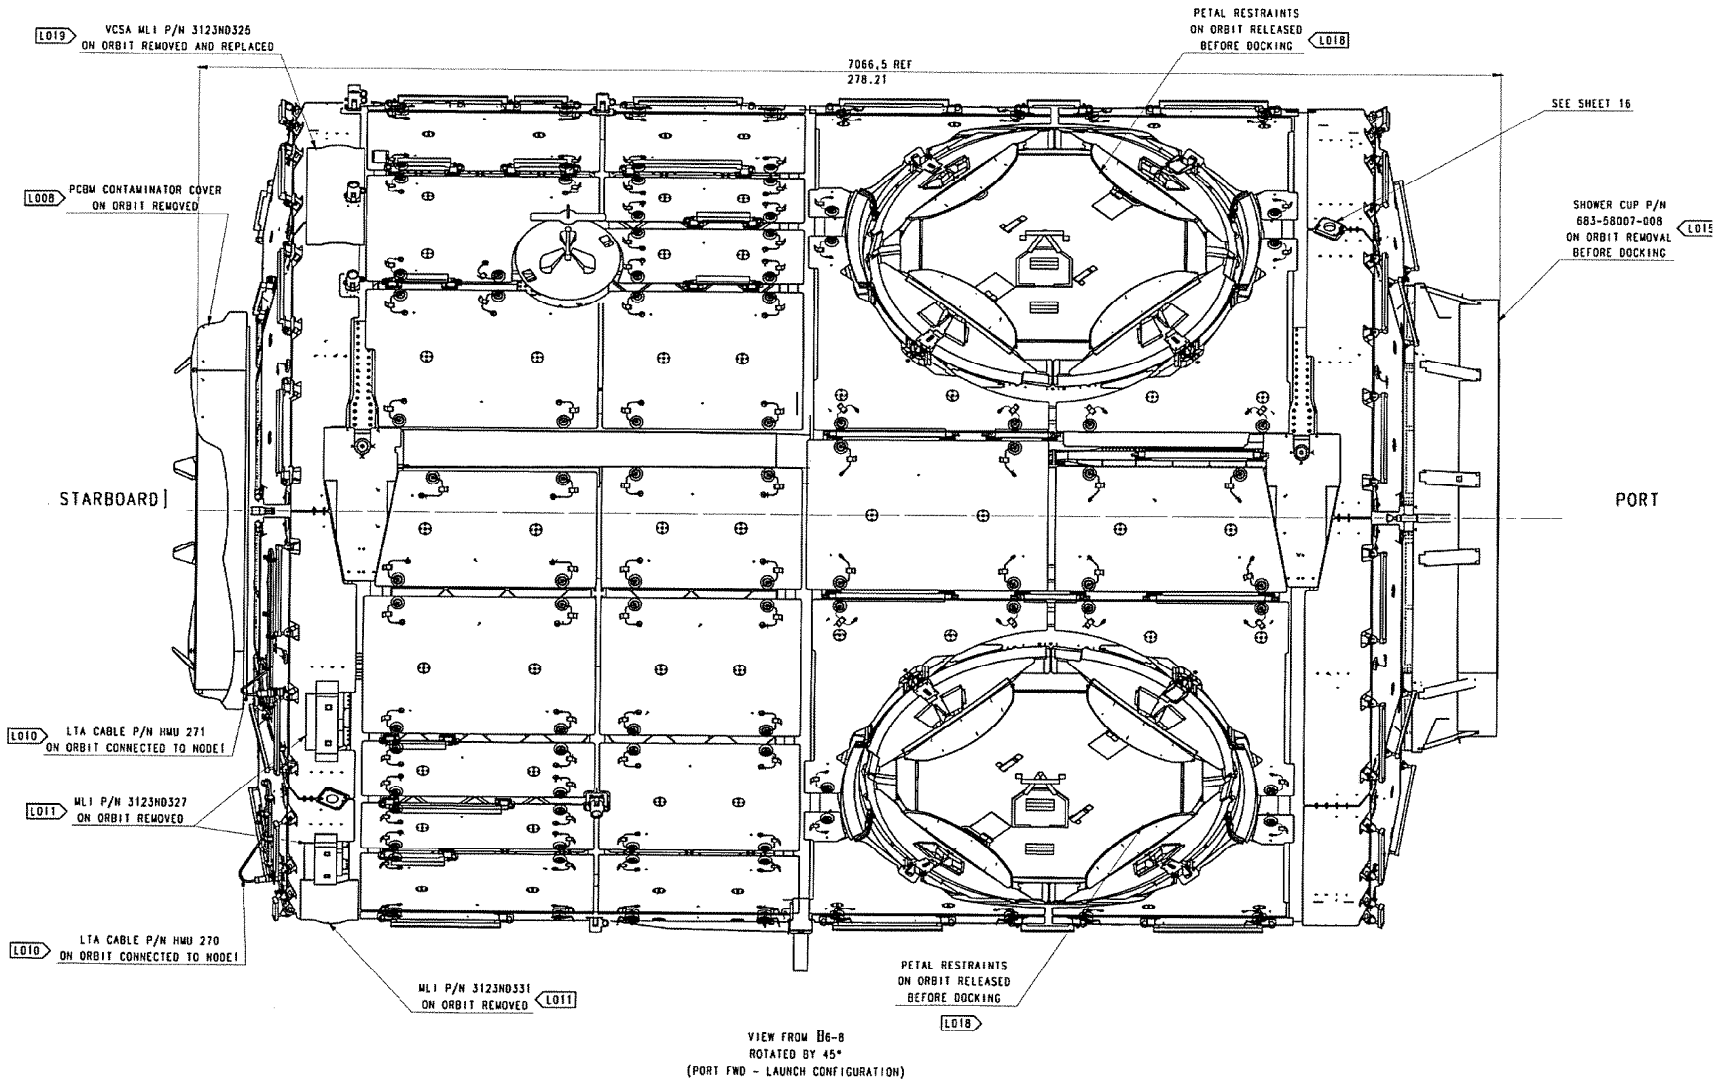 L019
VCSA MLI P/N 3123ND325
ON ORBIT REMOVED AND REPLACED
PETAL RESTRAINTS
ON ORBIT RELEASED
BEFORE DOCKING
L018
7066,5 REF
278.21
SEE SHEET 16
L008
PCBM CONTAMINATOR COVER
ON ORBIT REMOVED
SHOWER CUP P/N
683-58007-008
ON ORBIT REMOVAL
BEFORE DOCKING
L015
STARBOARD
PORT
L010
LTA CABLE P/N HMU 271
ON ORBIT CONNECTED TO NODE1
L011
MLI P/N 3123ND327
ON ORBIT REMOVED
L010
LTA CABLE P/N HMU 270
ON ORBIT CONNECTED TO NODE1
MLI P/N 3123ND331
ON ORBIT REMOVED
L011
PETAL RESTRAINTS
ON ORBIT RELEASED
BEFORE DOCKING
L018
VIEW FROM B6-8
ROTATED BY 45°
(PORT FWD - LAUNCH CONFIGURATION)